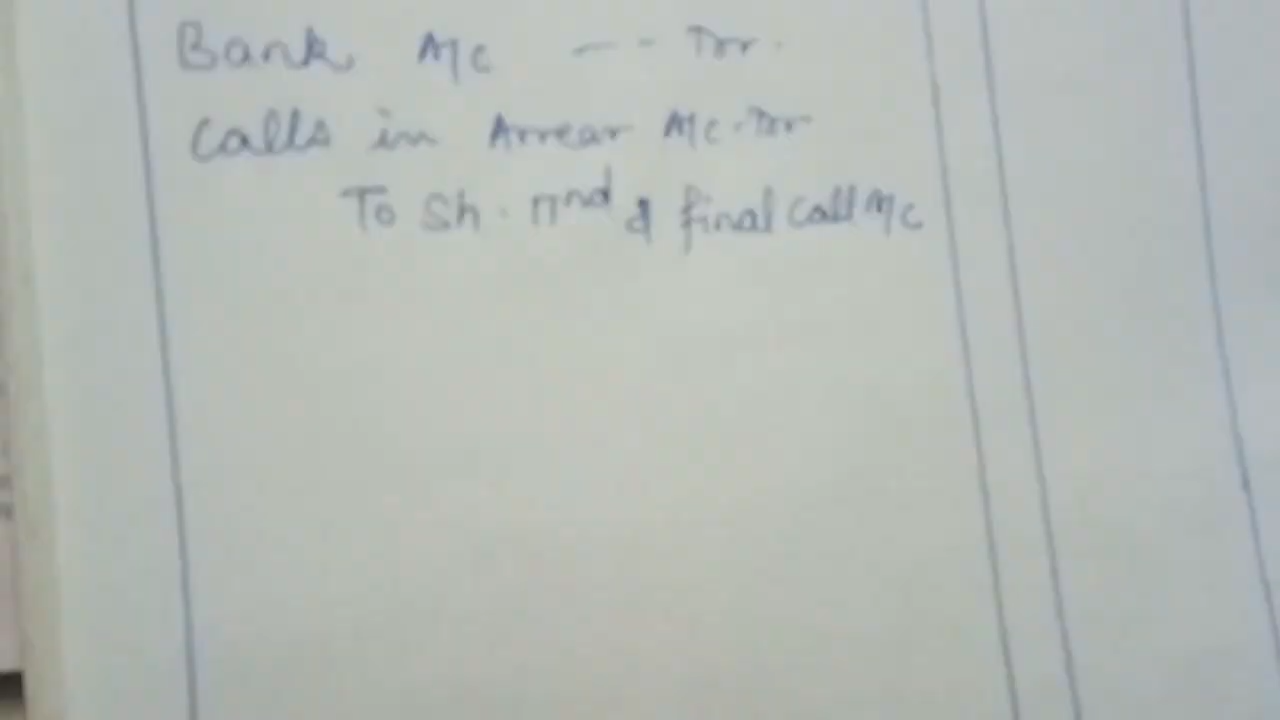 Bank A/c --- Dr.
Calls in Arrear A/c-Dr
To Sh. IInd & final Call A/c